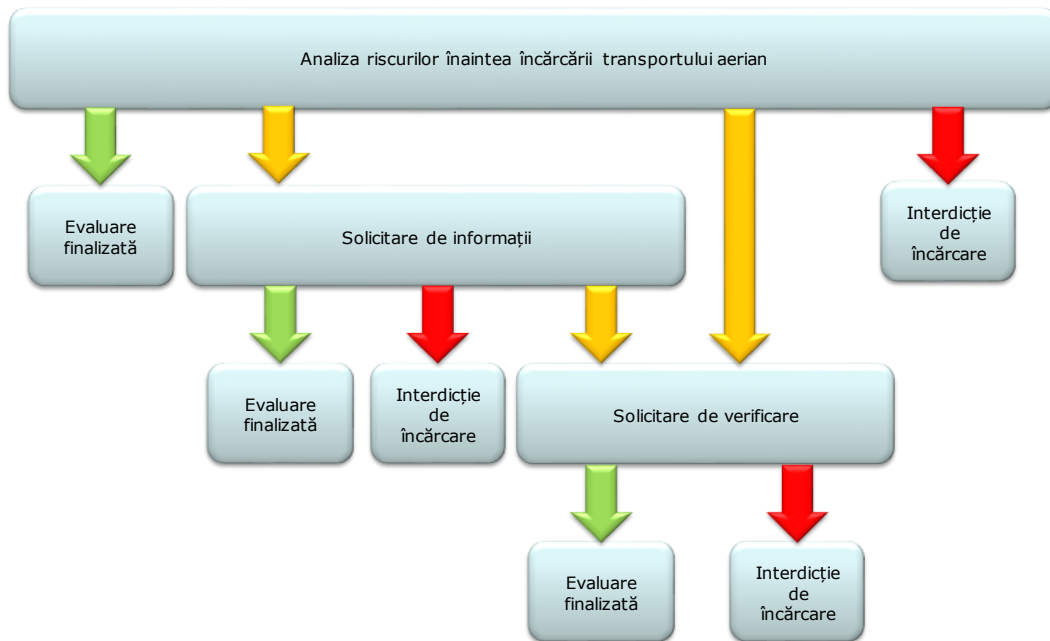 Analiza riscurilor înaintea încărcării transportului aerian
Evaluare
finalizată
Solicitare de informații
Interdicție
de
încărcare
Evaluare
finalizată
Interdicție
de
încărcare
Solicitare de verificare
Evaluare
finalizată
Interdicție
de
încărcare